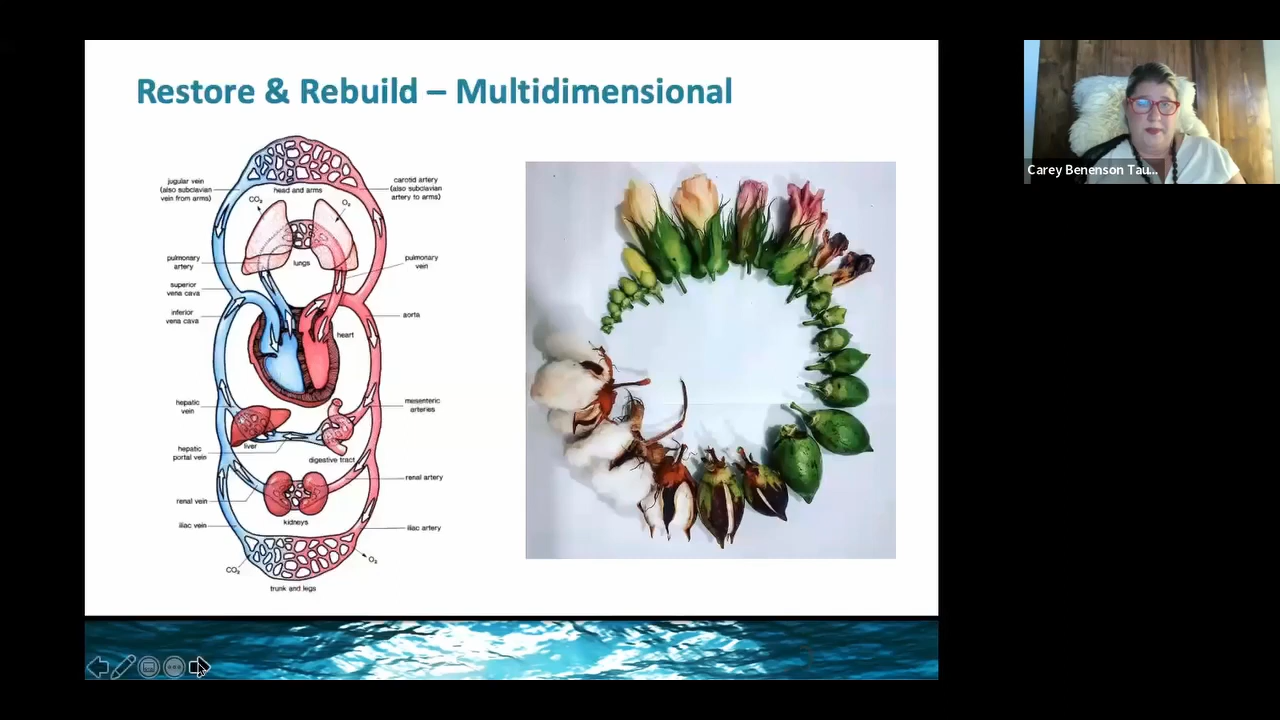 Restore & Rebuild – Multidimensional
jugular vein
(also subclavian
vein from arms)
head and arms
carotid artery
(also subclavian
artery to arms)
CO₂
O₂
pulmonary
artery
lungs
pulmonary
vein
superior
vena cava
inferior
vena cava
aorta
heart
hepatic
vein
mesenteric
arteries
liver
hepatic
portal vein
digestive tract
renal artery
renal vein
kidneys
iliac vein
iliac artery
CO₂
O₂
trunk and legs
Carey Benenson Tau...